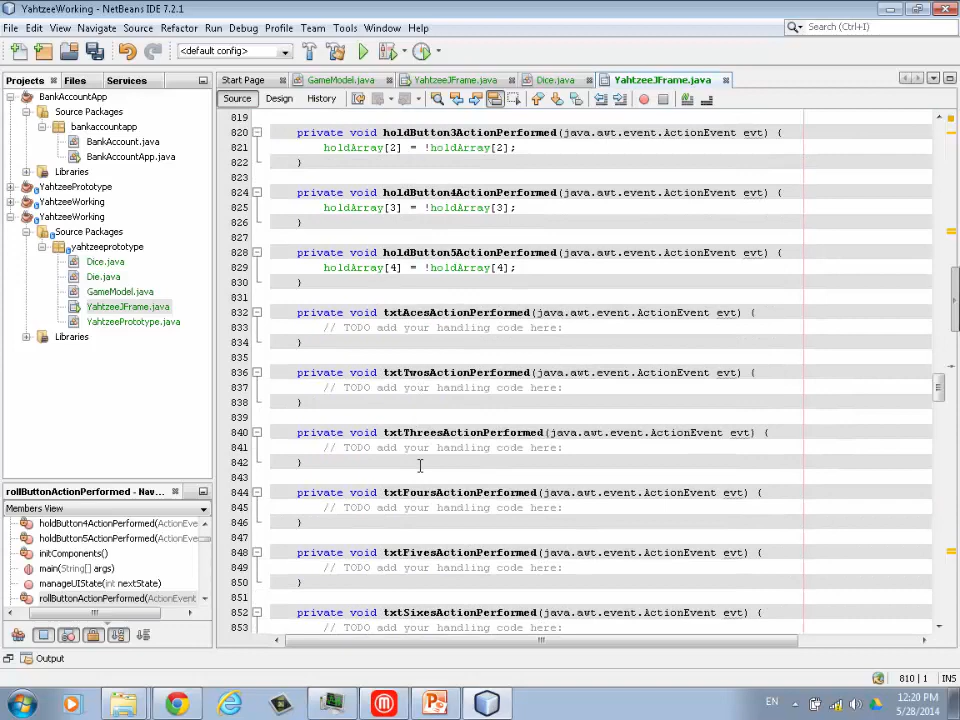 YahtzeeWorking - NetBeans IDE 7.2.1
File Edit View Navigate Source Refactor Run Debug Profile Team Tools Window Help
Search (Ctrl+I)
<default config>
Projects Files Services
Start Page GameModel.java YahtzeeJFrame.java Dice.java YahtzeeJFrame.java
Source Design History
BankAccountApp
Source Packages
bankaccountapp
BankAccount.java
BankAccountApp.java
Libraries
YahtzeePrototype
YahtzeeWorking
YahtzeeWorking
Source Packages
yahtzeeprototype
Dice.java
Die.java
GameModel.java
YahtzeeJFrame.java
YahtzeePrototype.java
Libraries
rollButtonActionPerformed - Nav...
Members View
holdButton4ActionPerformed(ActionEve
holdButton5ActionPerformed(ActionEve
initComponents()
main(String[] args)
manageUIState(int nextState)
rollButtonActionPerformed(ActionEvent
819
820 private void holdButton3ActionPerformed(java.awt.event.ActionEvent evt) {
821 holdArray[2] = !holdArray[2];
822 }
823
824 private void holdButton4ActionPerformed(java.awt.event.ActionEvent evt) {
825 holdArray[3] = !holdArray[3];
826 }
827
828 private void holdButton5ActionPerformed(java.awt.event.ActionEvent evt) {
829 holdArray[4] = !holdArray[4];
830 }
831
832 private void txtAcesActionPerformed(java.awt.event.ActionEvent evt) {
833 // TODO add your handling code here:
834 }
835
836 private void txtTwosActionPerformed(java.awt.event.ActionEvent evt) {
837 // TODO add your handling code here:
838 }
839
840 private void txtThreesActionPerformed(java.awt.event.ActionEvent evt) {
841 // TODO add your handling code here:
842 }
843
844 private void txtFoursActionPerformed(java.awt.event.ActionEvent evt) {
845 // TODO add your handling code here:
846 }
847
848 private void txtFivesActionPerformed(java.awt.event.ActionEvent evt) {
849 // TODO add your handling code here:
850 }
851
852 private void txtSixesActionPerformed(java.awt.event.ActionEvent evt) {
853 // TODO add your handling code here:
Output
810 | 1 INS
EN
12:20 PM
5/28/2014